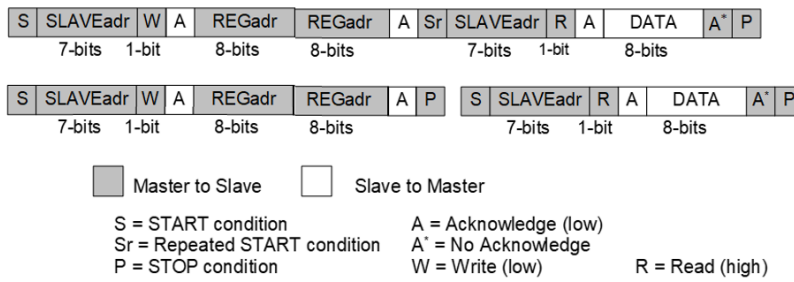 S SLAVEadr W A REGadr REGadr A Sr SLAVEadr R A DATA A* P
7-bits 1-bit 8-bits 8-bits 7-bits 1-bit 8-bits
S SLAVEadr W A REGadr REGadr A P S SLAVEadr R A DATA A* P
7-bits 1-bit 8-bits 8-bits 7-bits 1-bit 8-bits
Master to Slave Slave to Master
S = START condition A = Acknowledge (low)
Sr = Repeated START condition A* = No Acknowledge
P = STOP condition W = Write (low) R = Read (high)